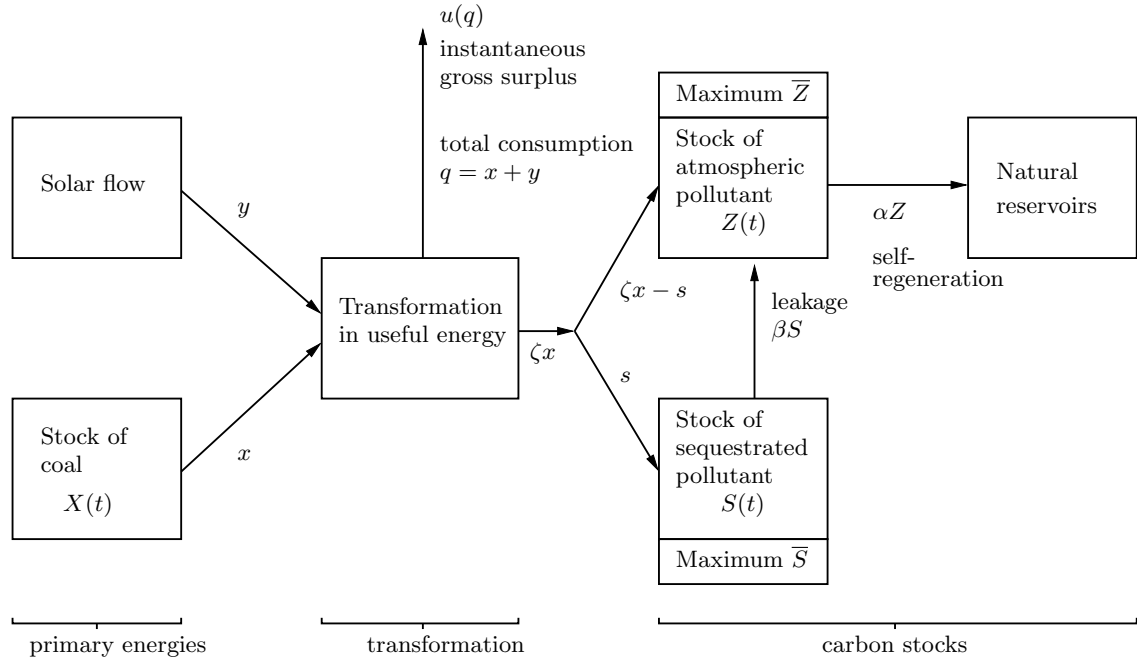 u(q)
instantaneous
gross surplus
total consumption
q = x + y
Solar flow
y
Stock of
coal
X(t)
x
Transformation
in useful energy
ζx
ζx − s
s
Maximum Z̅
Stock of
atmospheric
pollutant
Z(t)
αZ
self-
regeneration
Natural
reservoirs
leakage
βS
Stock of
sequestrated
pollutant
S(t)
Maximum S̅
primary energies
transformation
carbon stocks